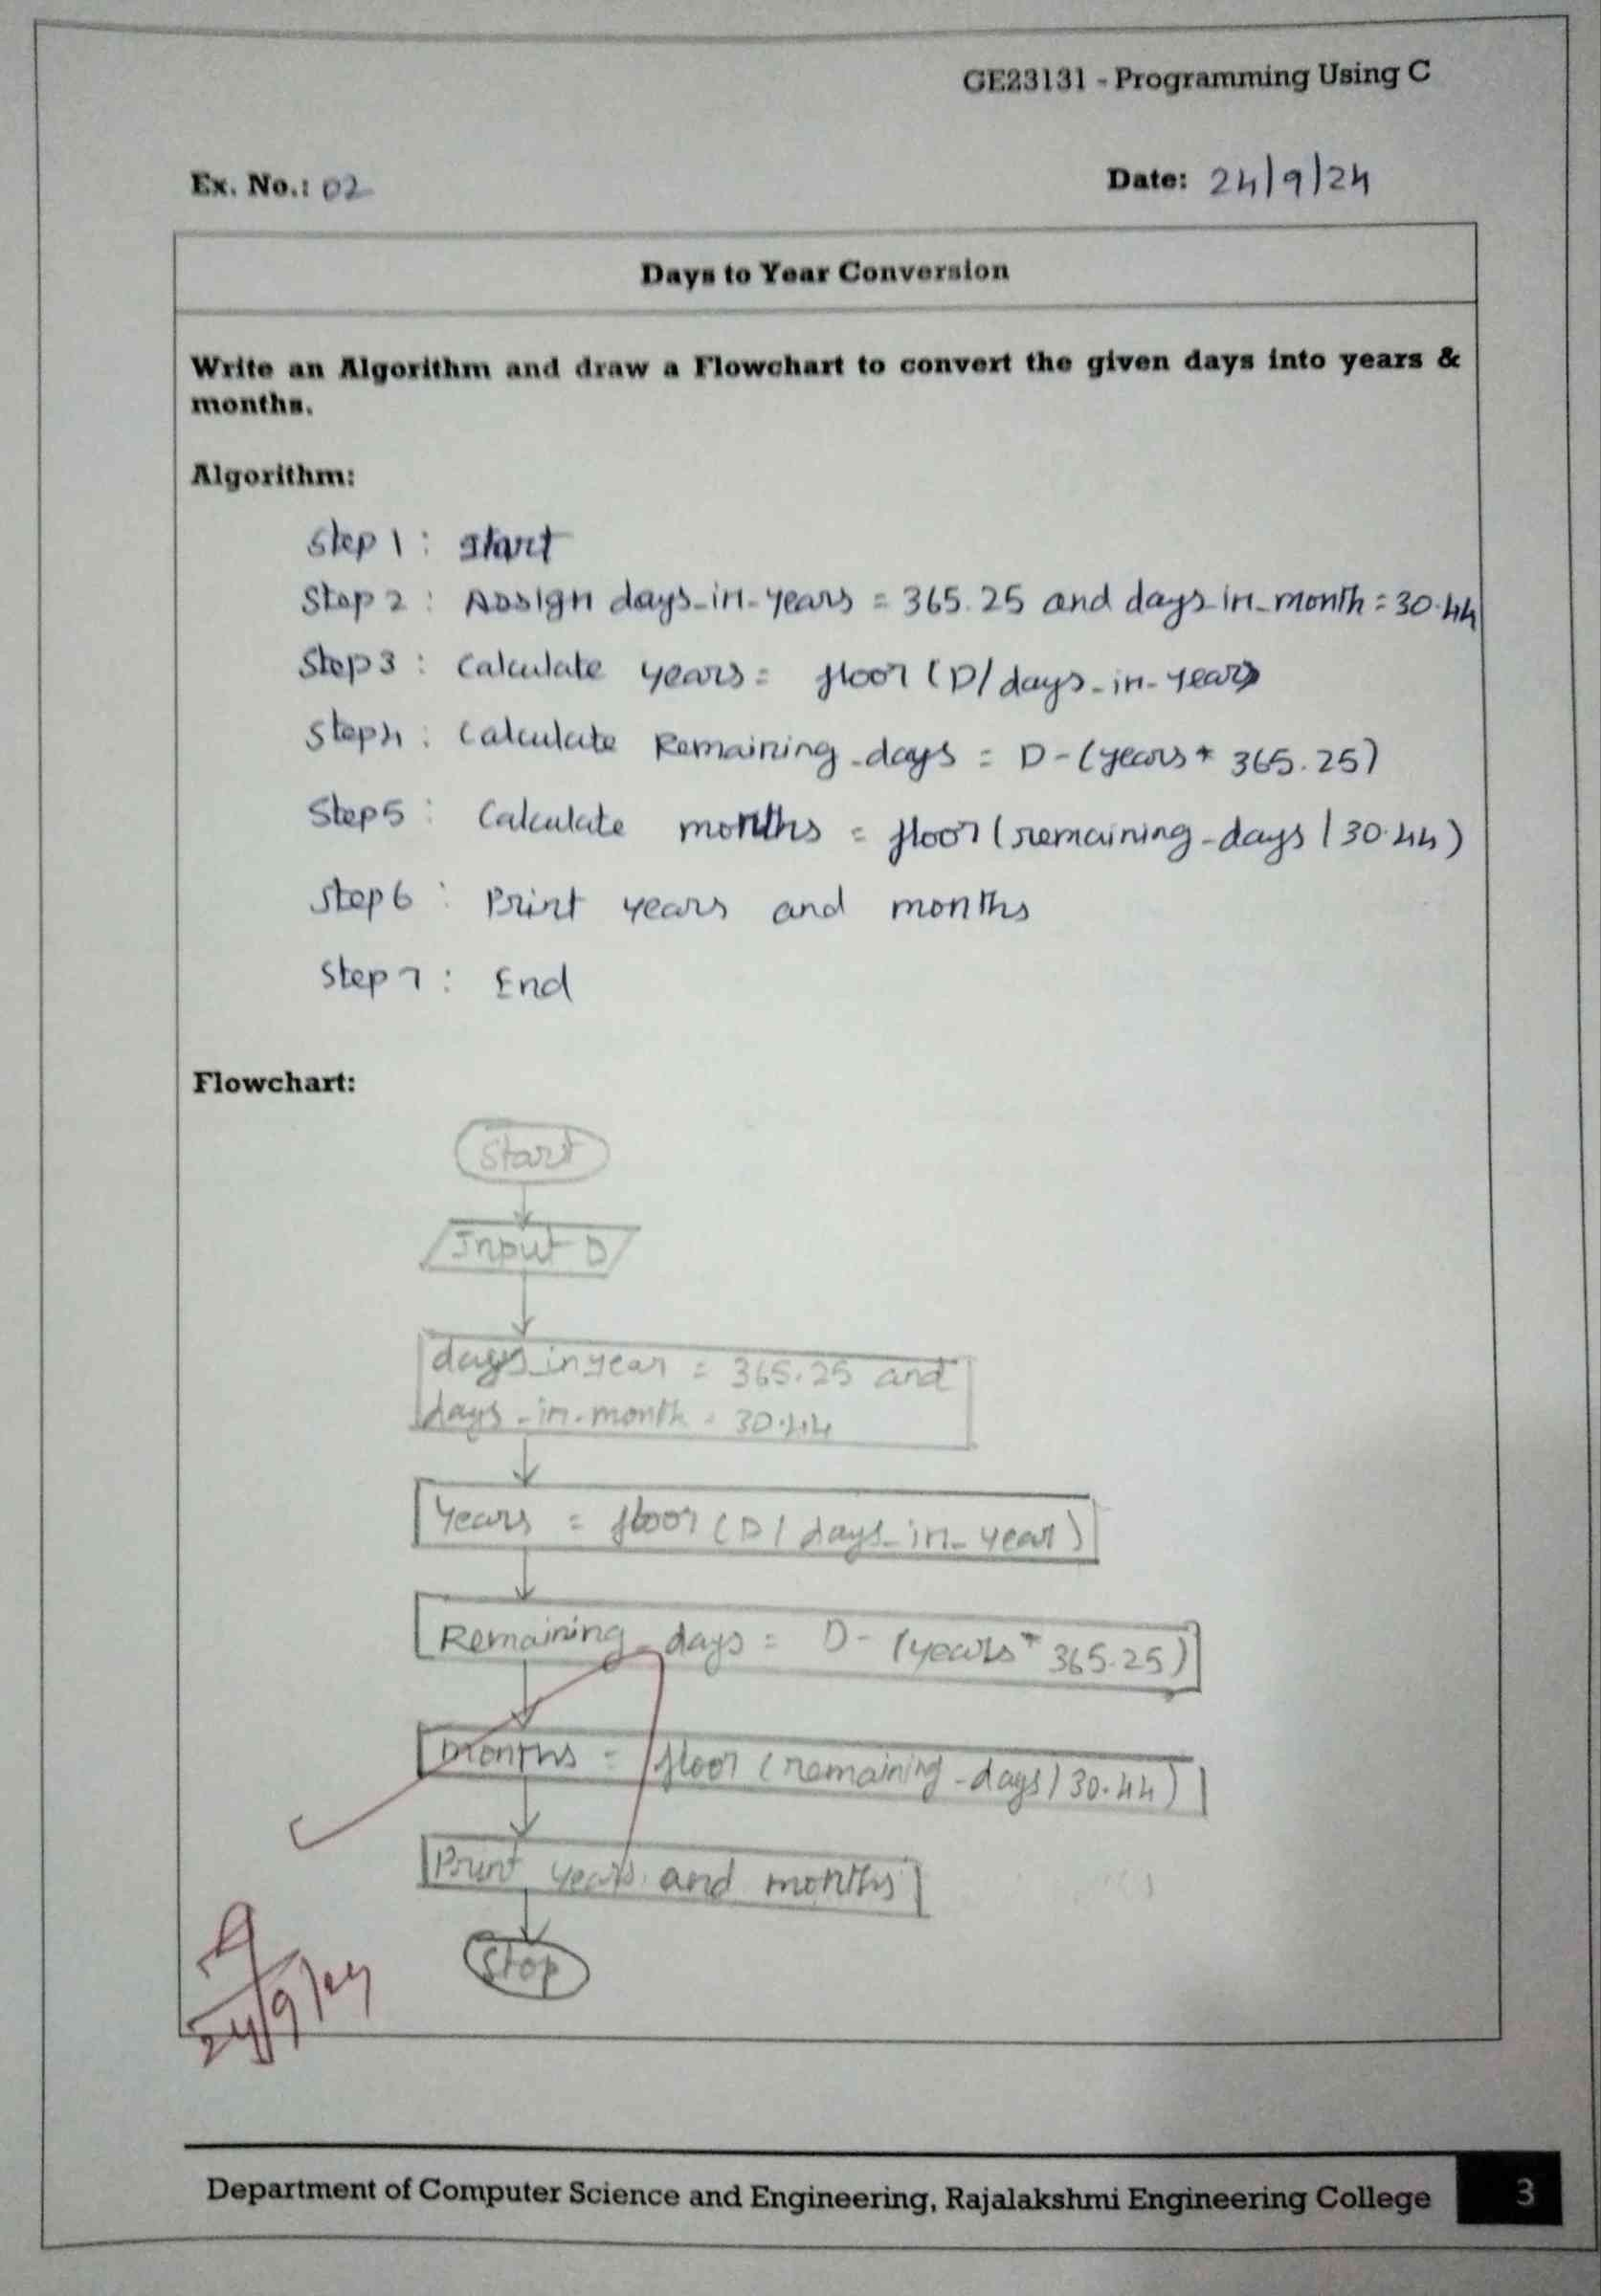 GE23131 - Programming Using C
Ex. No.: 02
Date: 24/9/24
Days to Year Conversion
Write an Algorithm and draw a Flowchart to convert the given days into years &
months.
Algorithm:
Step 1 : start
Step 2 : Assign days_in_years = 365.25 and days_in_month = 30.44
Step 3 : Calculate years = floor (D/days_in_years)
Step 4 : Calculate Remaining_days = D-(years * 365.25)
Step 5 : Calculate months = floor (remaining_days / 30.44)
Step 6 : Print years and months
Step 7 : End
Flowchart:
Start
Input D
days_in year = 365.25 and
days_in_month = 30.44
Years = floor (D/days_in_year)
Remaining_days = D- (years * 365.25)
months = floor (remaining_days/30.44)
Print years and months
Stop
24/9/24
Department of Computer Science and Engineering, Rajalakshmi Engineering College
3